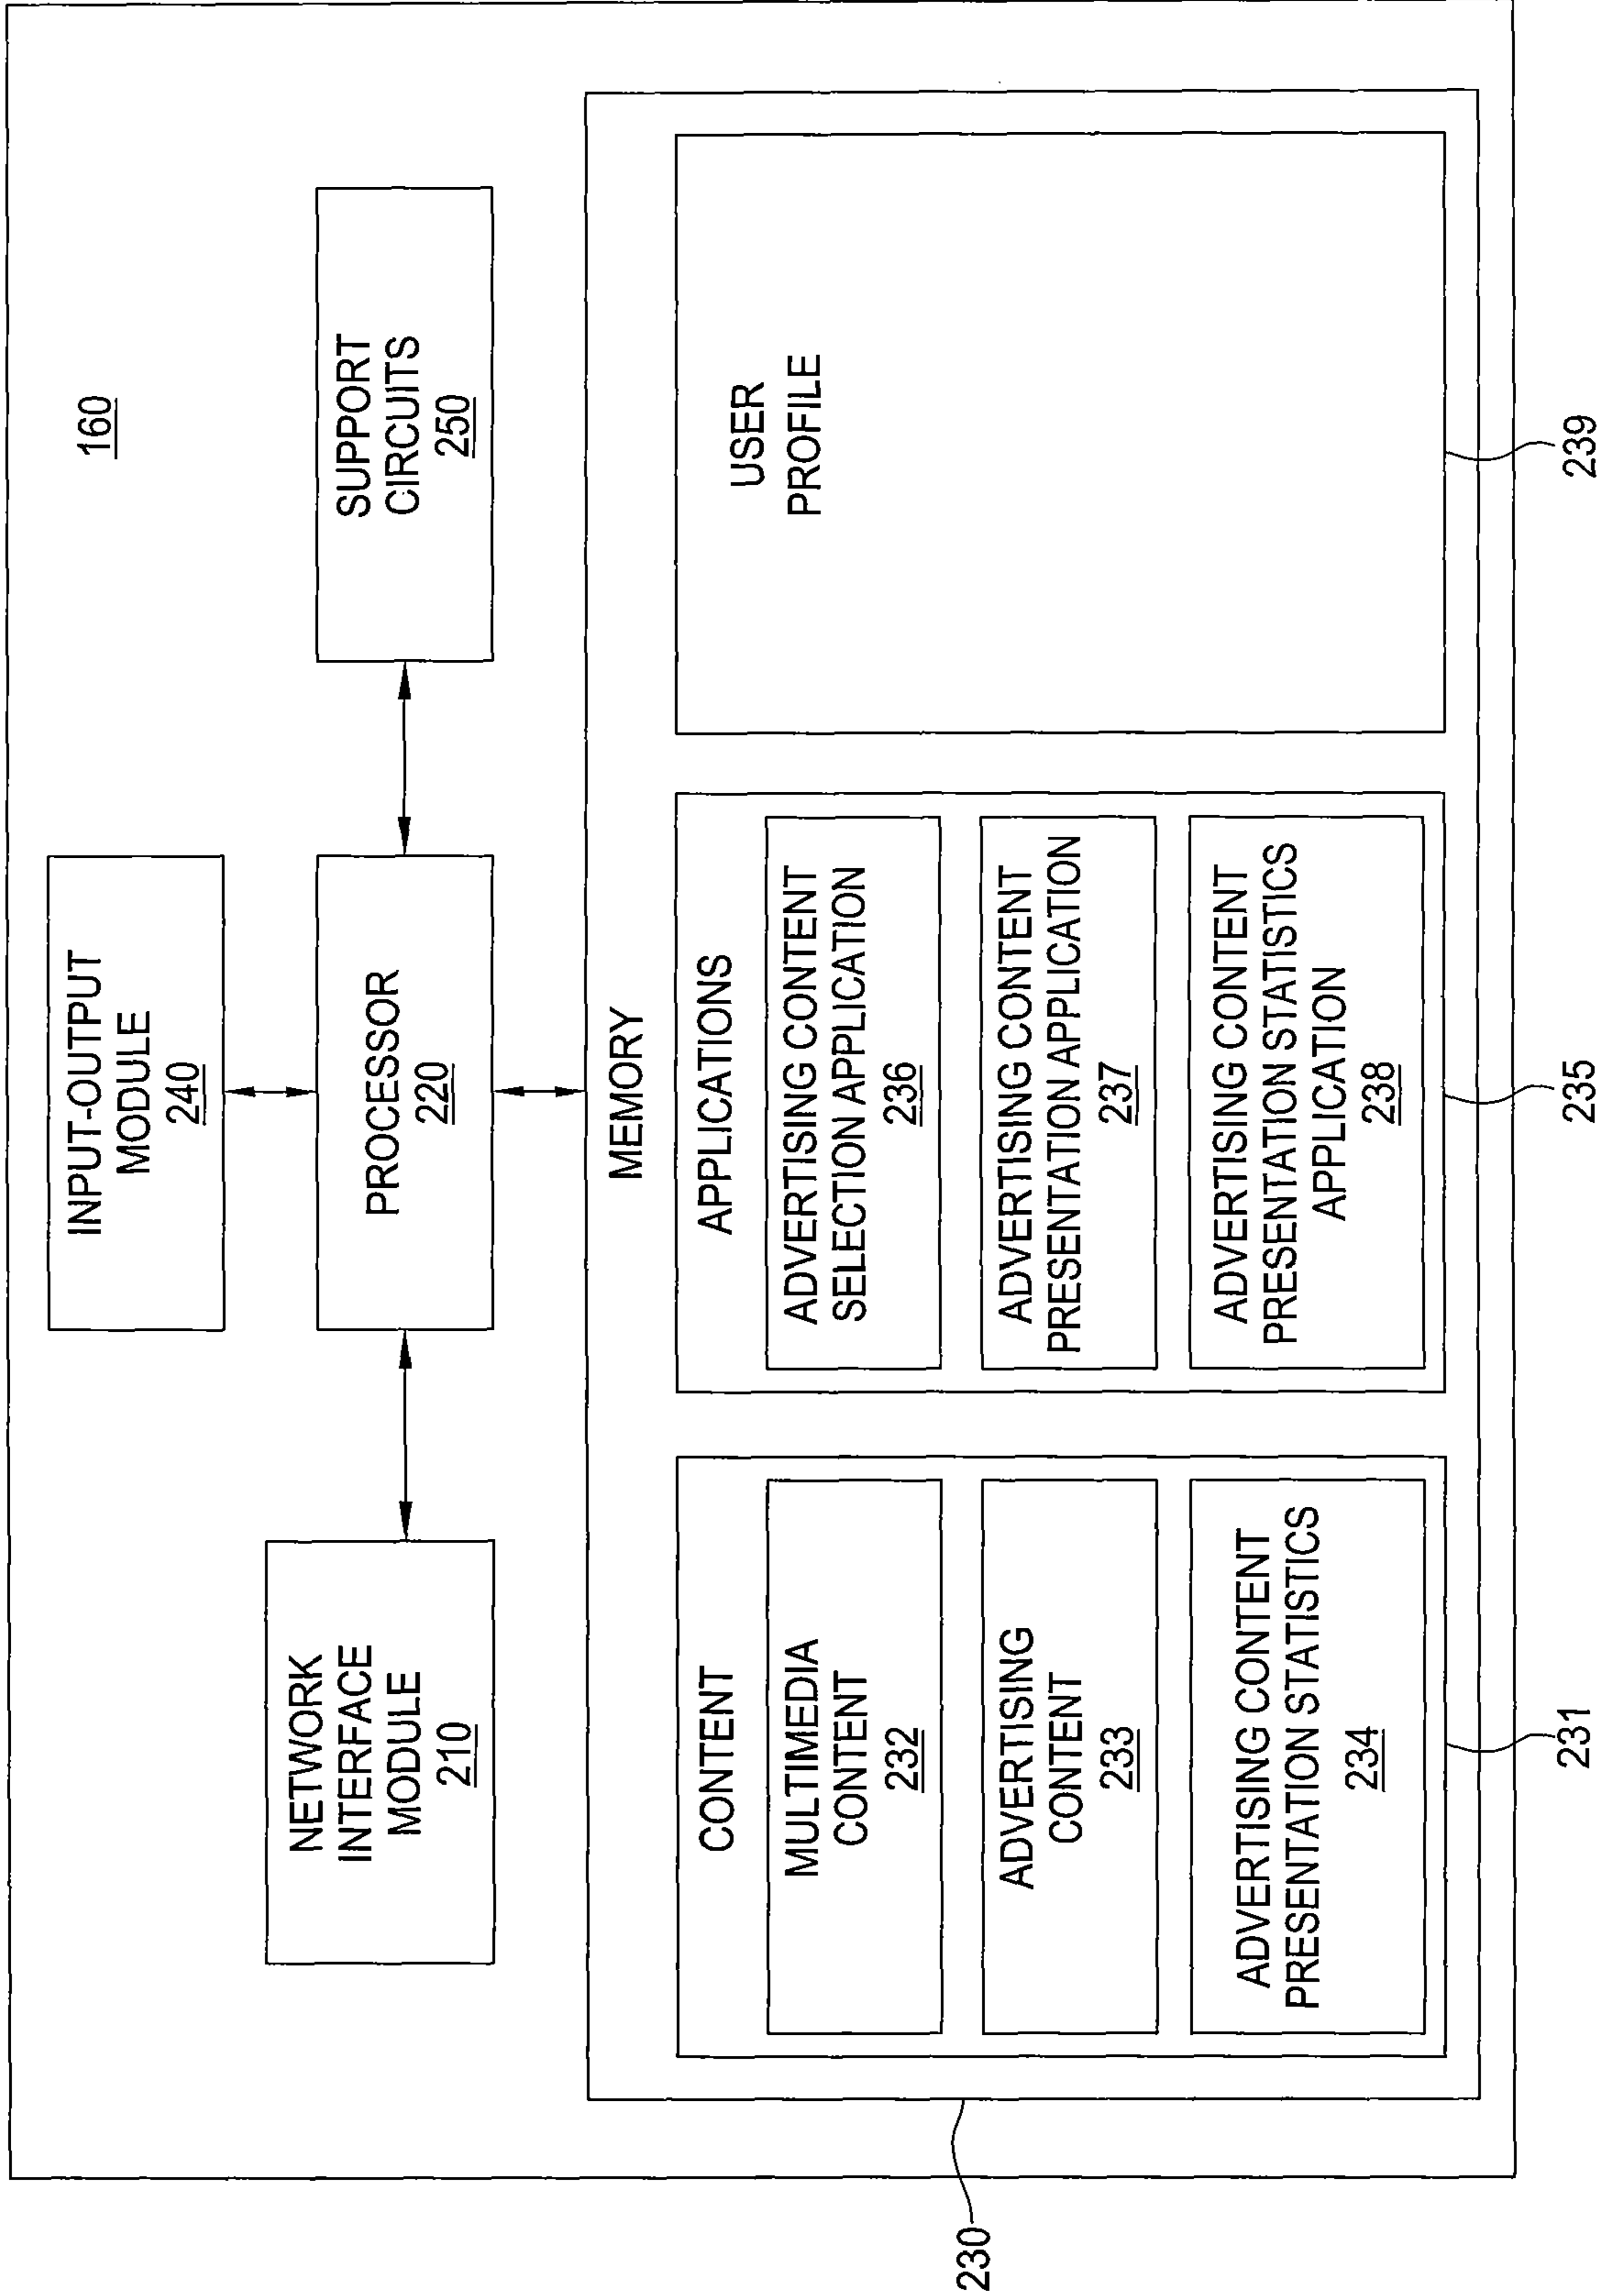 160
INPUT-OUTPUT
MODULE
240
NETWORK
INTERFACE
MODULE
210
PROCESSOR
220
SUPPORT
CIRCUITS
250
MEMORY
CONTENT
MULTIMEDIA
CONTENT
232
ADVERTISING
CONTENT
233
ADVERTISING CONTENT
PRESENTATION STATISTICS
234
APPLICATIONS
ADVERTISING CONTENT
SELECTION APPLICATION
236
ADVERTISING CONTENT
PRESENTATION APPLICATION
237
ADVERTISING CONTENT
PRESENTATION STATISTICS
APPLICATION
238
USER
PROFILE
230
231
235
239